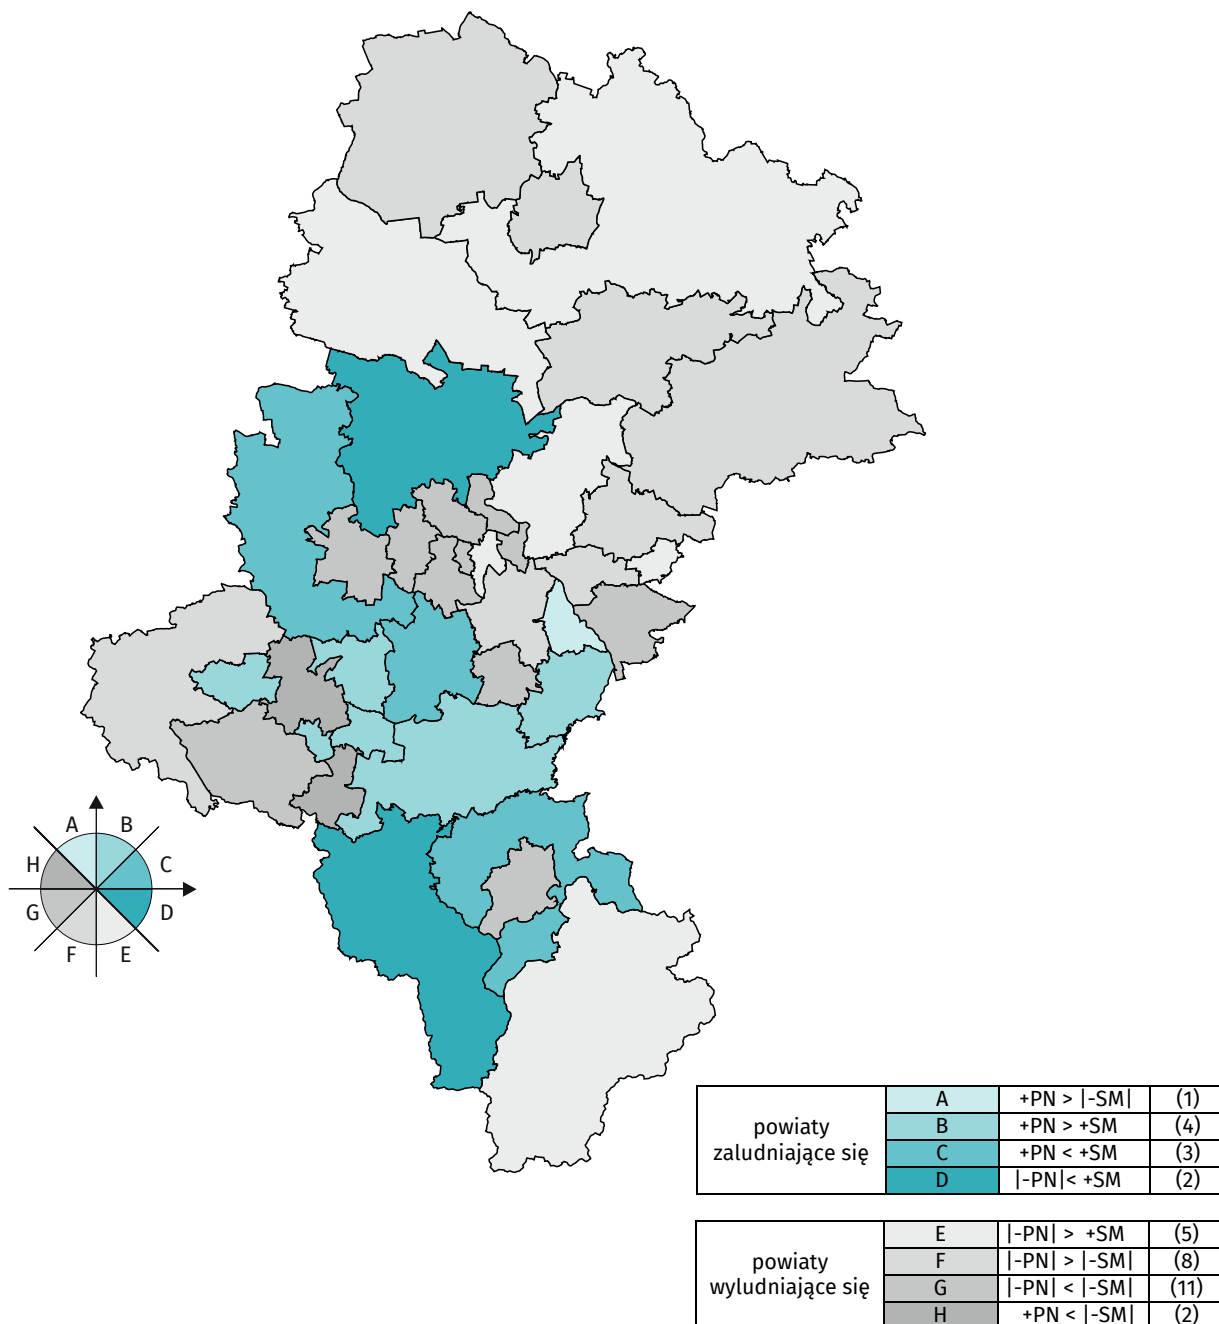 A B
H C
G D
F E
powiaty zaludniające się
A +PN > |-SM| (1)
B +PN > +SM (4)
C +PN < +SM (3)
D |-PN|< +SM (2)
powiaty wyludniające się
E |-PN| > +SM (5)
F |-PN| > |-SM| (8)
G |-PN| < |-SM| (11)
H +PN < |-SM| (2)